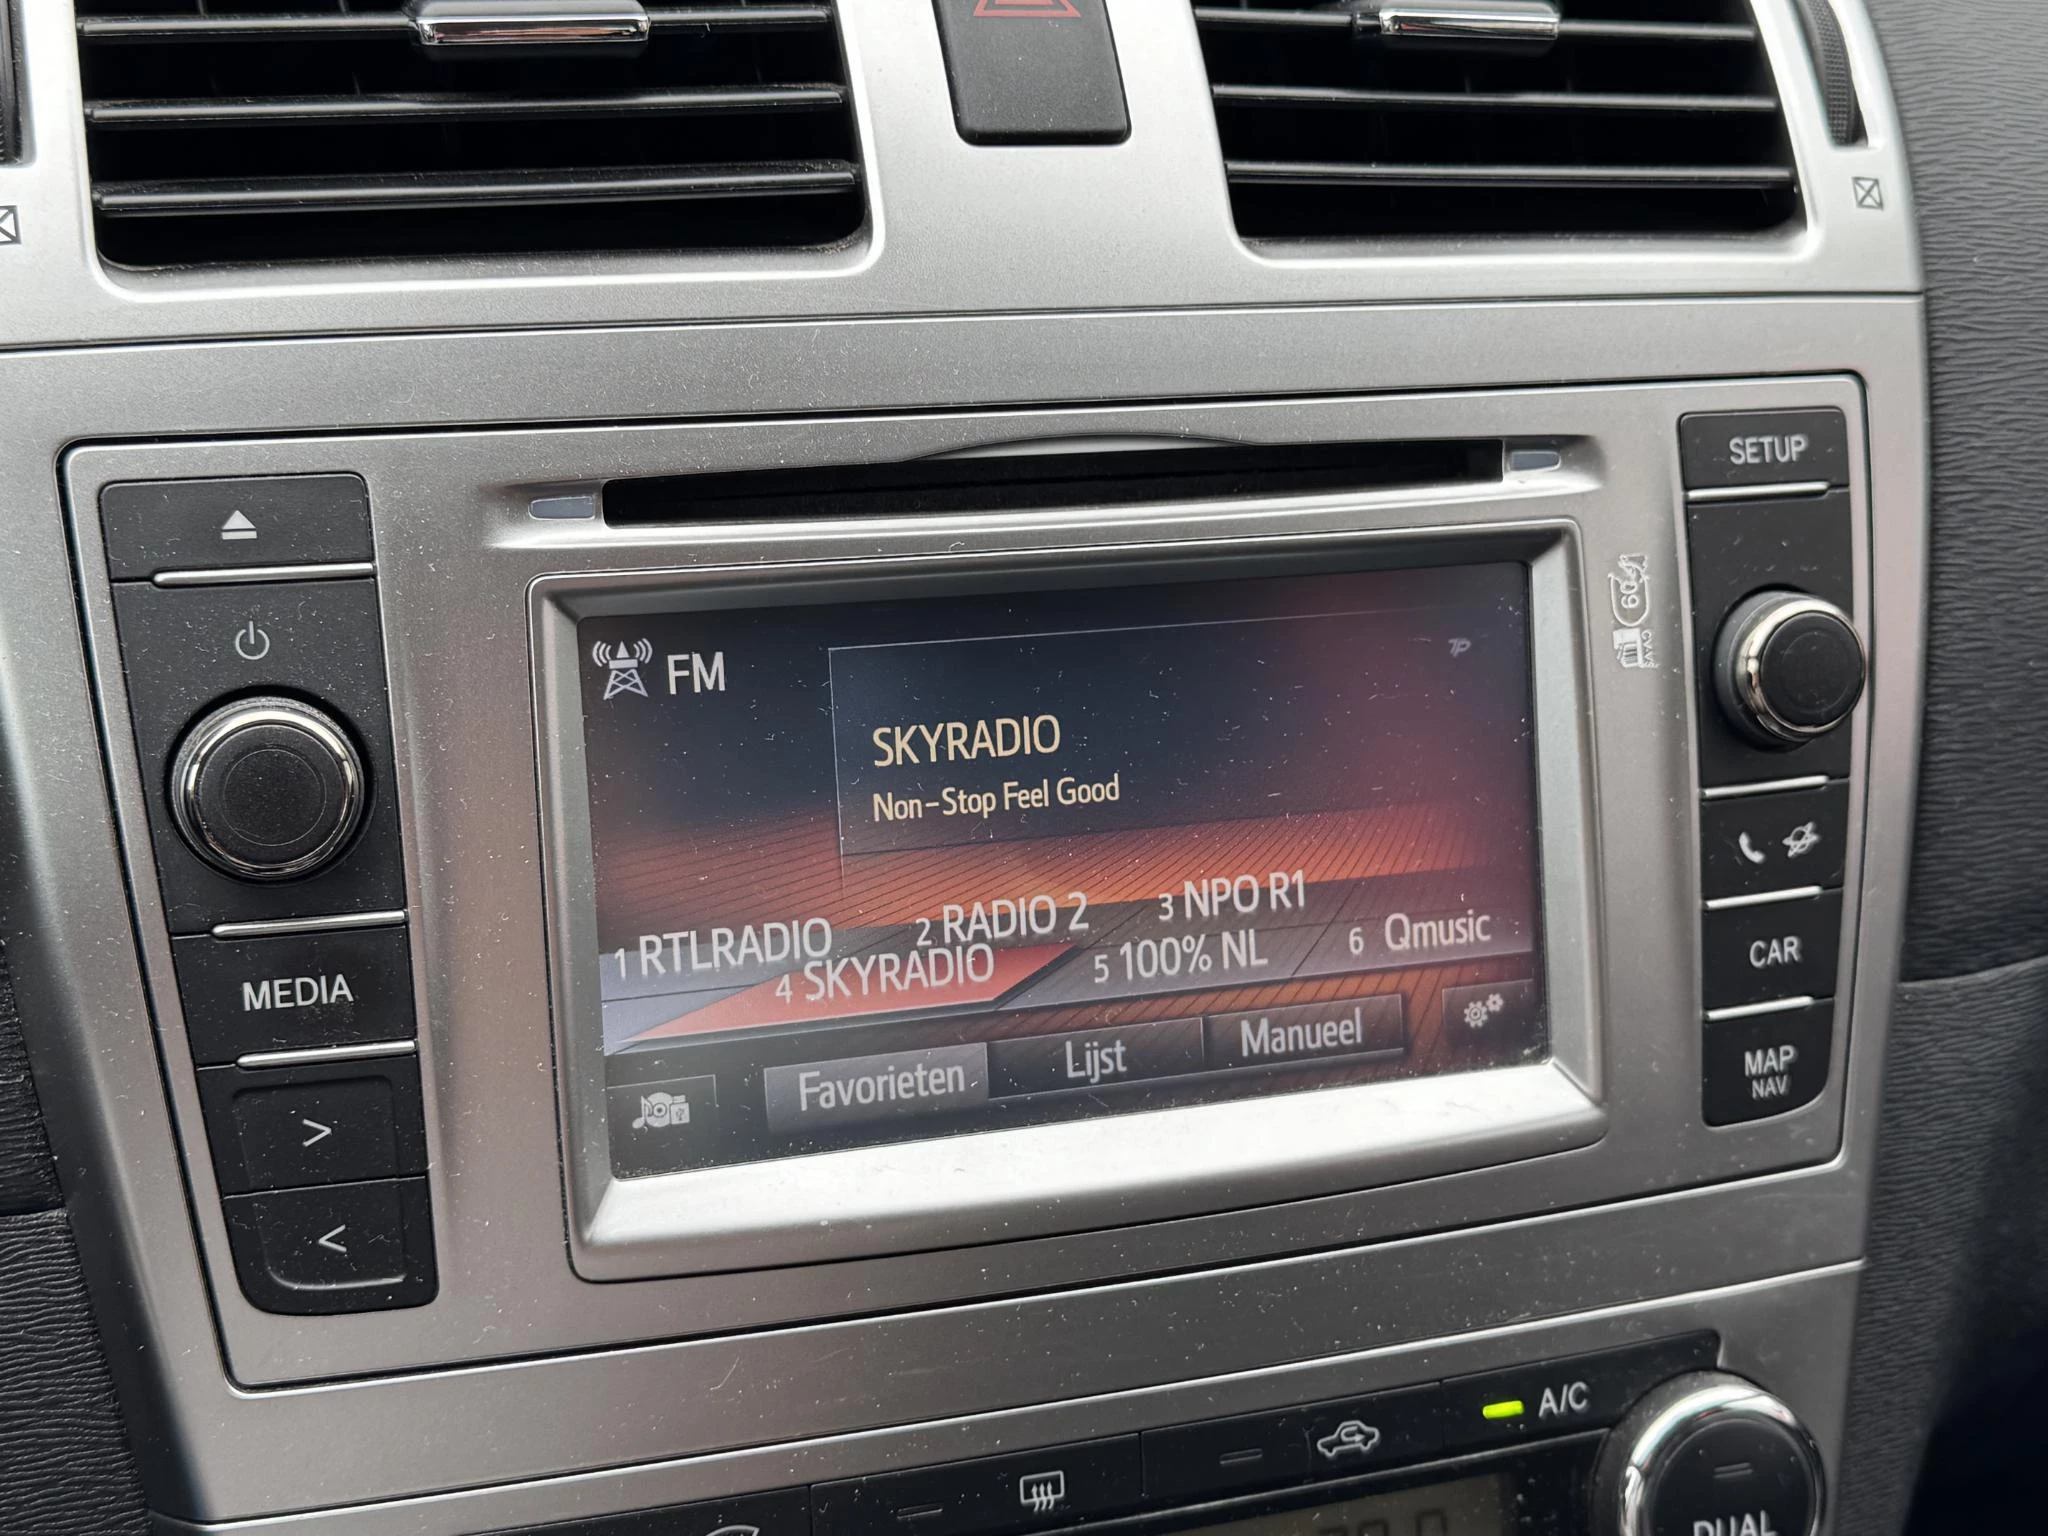 SETUP
FM
TP
SKYRADIO
Non-Stop Feel Good
1 RTLRADIO
2 RADIO 2
3 NPO R1
4 SKYRADIO
5 100% NL
6 Qmusic
Favorieten
Lijst
Manueel
MEDIA
>
<
CAR
MAP
NAV
A/C
DUAL